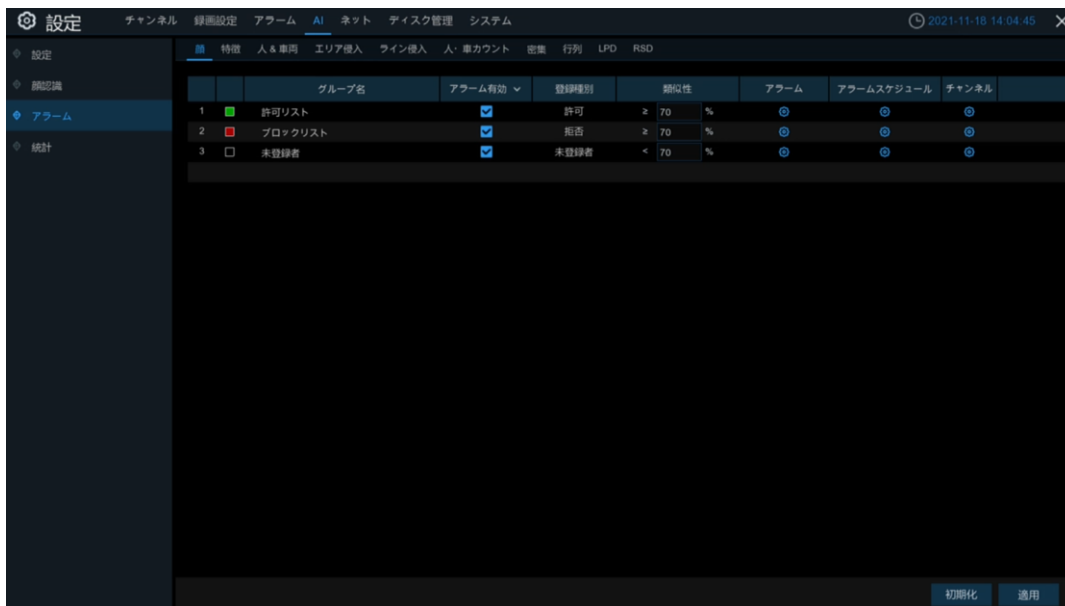 設定 チャンネル 録画設定 アラーム AI ネット ディスク管理 システム 2021-11-18 14:04:45
設定 顔 特徴 人&車両 エリア侵入 ライン侵入 人・車カウント 密集 行列 LPD RSD
顔認識
グループ名 アラーム有効 登録種別 類似性 アラーム アラームスケジュール チャンネル
アラーム
1 許可リスト 許可 ≥ 70 %
2 ブロックリスト 拒否 ≥ 70 %
統計
3 未登録者 未登録者 < 70 %
初期化 適用